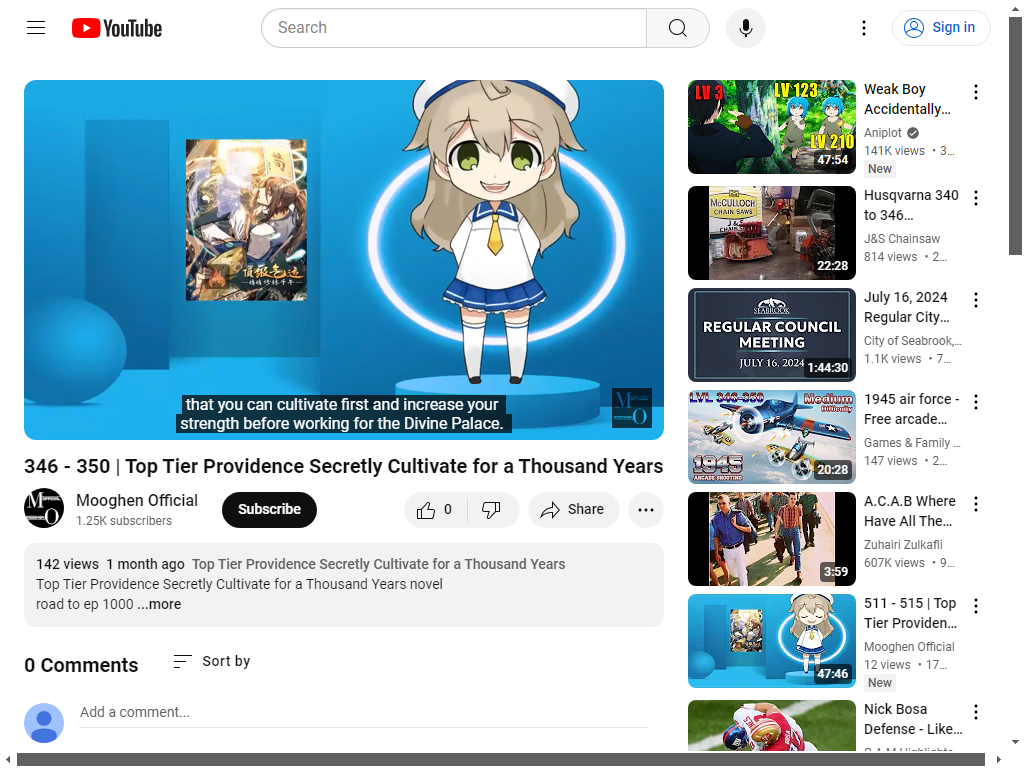 YouTube
Search
Sign in
頂級氣運
悄悄修練千年
that you can cultivate first and increase your
strength before working for the Divine Palace.
346 - 350 | Top Tier Providence Secretly Cultivate for a Thousand Years
Mooghen Official
1.25K subscribers
Subscribe
0
Share
142 views 1 month ago Top Tier Providence Secretly Cultivate for a Thousand Years
Top Tier Providence Secretly Cultivate for a Thousand Years novel
road to ep 1000 ...more
0 Comments
Sort by
Add a comment...
LV 3
LV 123
LV 210
47:54
Weak Boy
Accidentally…
Aniplot
141K views • 3…
New
McCULLOCH
CHAIN SAWS
J & S
22:28
Husqvarna 340
to 346…
J&S Chainsaw
814 views • 2…
SEABROOK
REGULAR COUNCIL
MEETING
JULY 16, 2024
1:44:30
July 16, 2024
Regular City…
City of Seabrook,…
1.1K views • 7…
LVL 346-350
Medium
Difficulty
1945
ARCADE SHOOTING
20:28
1945 air force -
Free arcade…
Games & Family …
147 views • 2…
3:59
A.C.A.B Where
Have All The…
Zuhairi Zulkafli
607K views • 9…
47:46
511 - 515 | Top
Tier Providen…
Mooghen Official
12 views • 17…
New
Nick Bosa
Defense - Like…